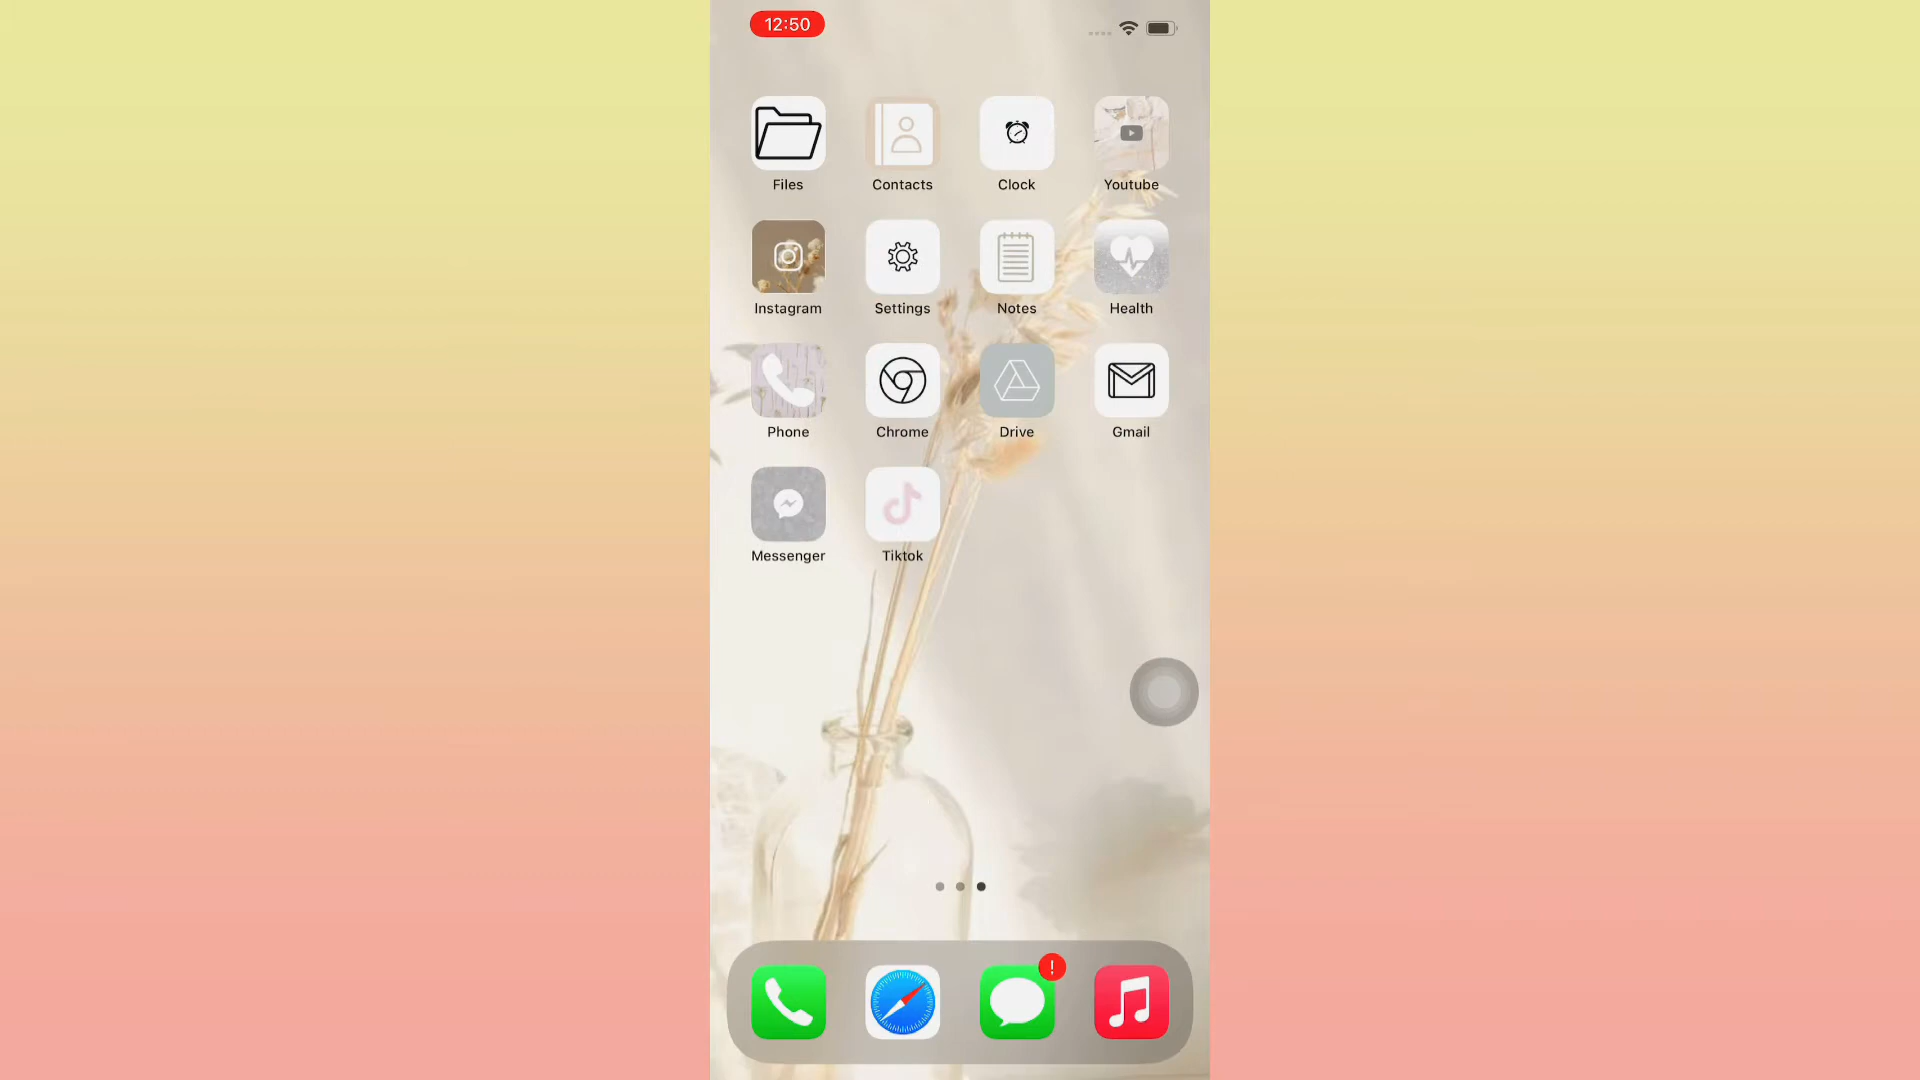 12:50
Files
Contacts
Clock
Youtube
Instagram
Settings
Notes
Health
Phone
Chrome
Drive
Gmail
Messenger
Tiktok
!